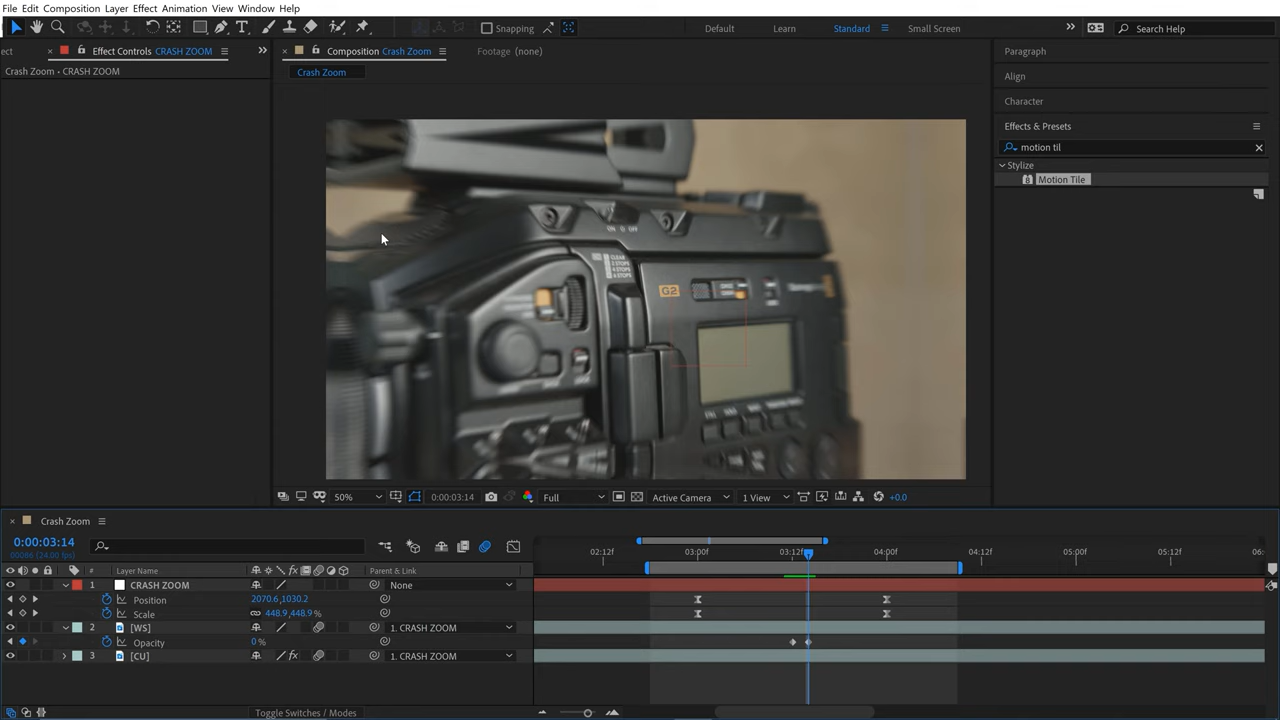 File Edit Composition Layer Effect Animation View Window Help
Snapping
Default Learn Standard Small Screen
Search Help
Effect Controls CRASH ZOOM
Composition Crash Zoom
Footage (none)
Paragraph
Crash Zoom • CRASH ZOOM
Crash Zoom
Align
Character
Effects & Presets
motion til
Stylize
Motion Tile
ON OFF
CLEAR
2 STOPS
4 STOPS
6 STOPS
G2
50% 0:00:03:14 Full Active Camera 1 View +0.0
Crash Zoom
0:00:03:14
00086 (24.00 fps)
02:12f 03:00f 03:12f 04:00f 04:12f 05:00f 05:12f 06:
# Layer Name Parent & Link
1 CRASH ZOOM None
Position 2070.6,1030.2
Scale 448.9,448.9%
2 [WS] 1. CRASH ZOOM
Opacity 0 %
3 [CU] 1. CRASH ZOOM
Toggle Switches / Modes